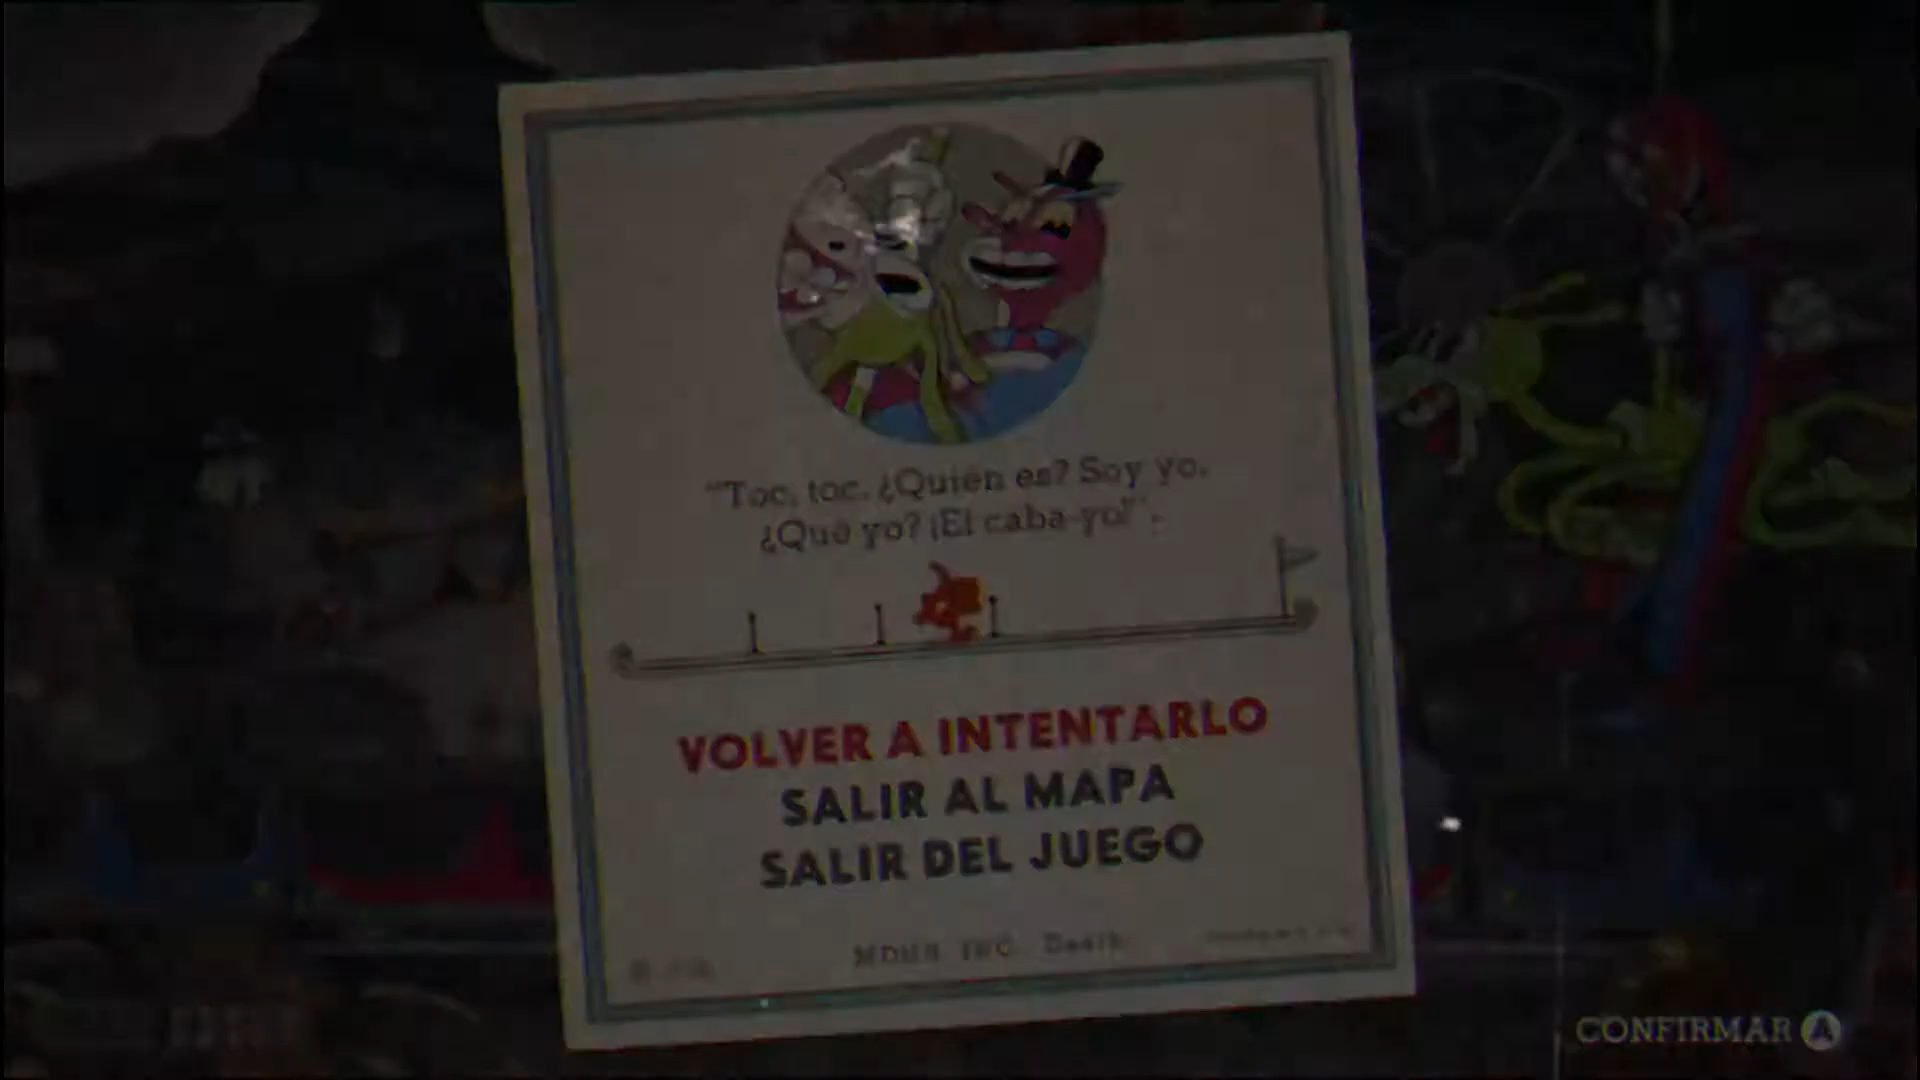 "Toc, toc. ¿Quién es? Soy yo.
¿Qué yo? ¡El caba-yo!".
VOLVER A INTENTARLO
SALIR AL MAPA
SALIR DEL JUEGO
MDHR INC.
CONFIRMAR A